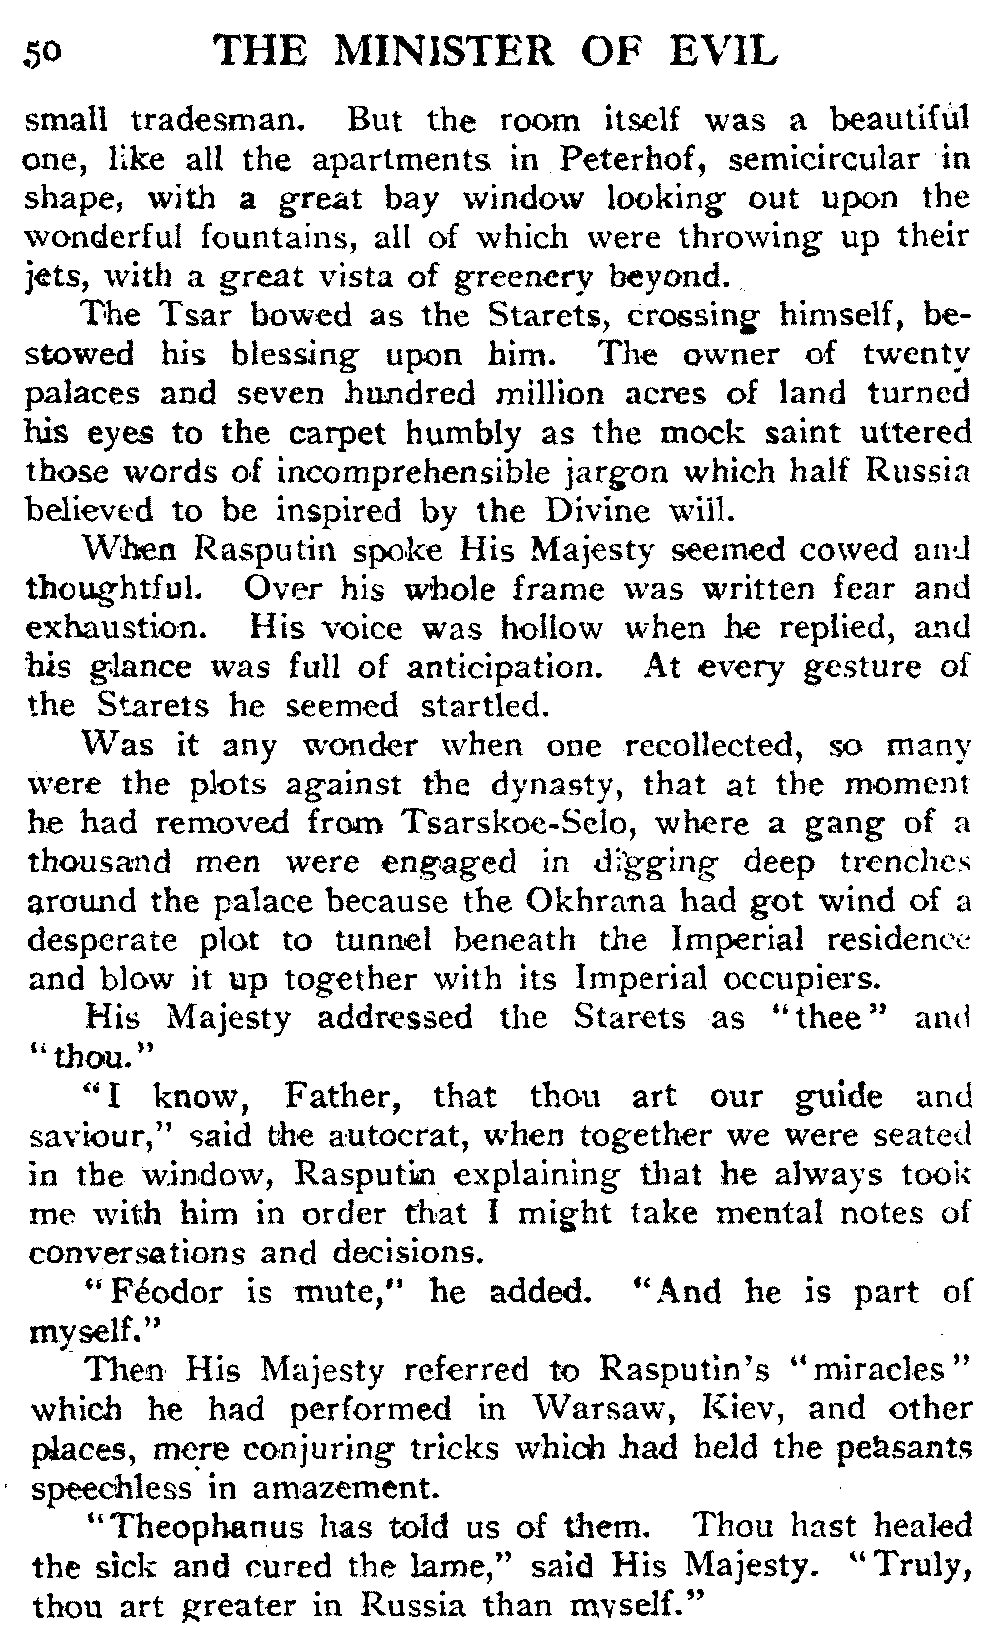 50 THE MINISTER OF EVIL
small tradesman. But the room itself was a beautiful
one, like all the apartments in Peterhof, semicircular in
shape, with a great bay window looking out upon the
wonderful fountains, all of which were throwing up their
jets, with a great vista of greenery beyond.
The Tsar bowed as the Starets, crossing himself, be-
stowed his blessing upon him. The owner of twenty
palaces and seven hundred million acres of land turned
his eyes to the carpet humbly as the mock saint uttered
those words of incomprehensible jargon which half Russia
believed to be inspired by the Divine will.
When Rasputin spoke His Majesty seemed cowed and
thoughtful. Over his whole frame was written fear and
exhaustion. His voice was hollow when he replied, and
his glance was full of anticipation. At every gesture of
the Starets he seemed startled.
Was it any wonder when one recollected, so many
were the plots against the dynasty, that at the moment
he had removed from Tsarskoe-Selo, where a gang of a
thousand men were engaged in digging deep trenches
around the palace because the Okhrana had got wind of a
desperate plot to tunnel beneath the Imperial residence
and blow it up together with its Imperial occupiers.
His Majesty addressed the Starets as "thee" and
"thou."
"I know, Father, that thou art our guide and
saviour," said the autocrat, when together we were seated
in the window, Rasputin explaining that he always took
me with him in order that I might take mental notes of
conversations and decisions.
"Féodor is mute," he added. "And he is part of
myself."
Then His Majesty referred to Rasputin's "miracles"
which he had performed in Warsaw, Kiev, and other
places, mere conjuring tricks which had held the peasants
speechless in amazement.
"Theophanus has told us of them. Thou hast healed
the sick and cured the lame," said His Majesty. "Truly,
thou art greater in Russia than myself."